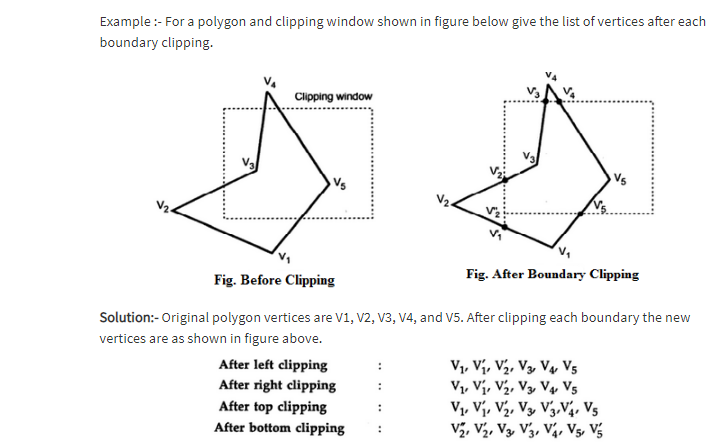 Example :- For a polygon and clipping window shown in figure below give the list of vertices after each
boundary clipping.
V₄
Clipping window
V₃
V₅
V₂
V₁
Fig. Before Clipping
V₄
V₃́ V₄́
V₃
V₂́
V₅
V₂
V₂̋ V₅́
V₁́
V₁
Fig. After Boundary Clipping
Solution:- Original polygon vertices are V1, V2, V3, V4, and V5. After clipping each boundary the new
vertices are as shown in figure above.
After left clipping : V₁, V₁́, V₂́, V₃, V₄, V₅
After right clipping : V₁, V₁́, V₂́, V₃, V₄, V₅
After top clipping : V₁, V₁́, V₂́, V₃, V₃́, V₄́, V₅
After bottom clipping : V₂̋, V₂́, V₃, V₃́, V₄́, V₅, V₅́